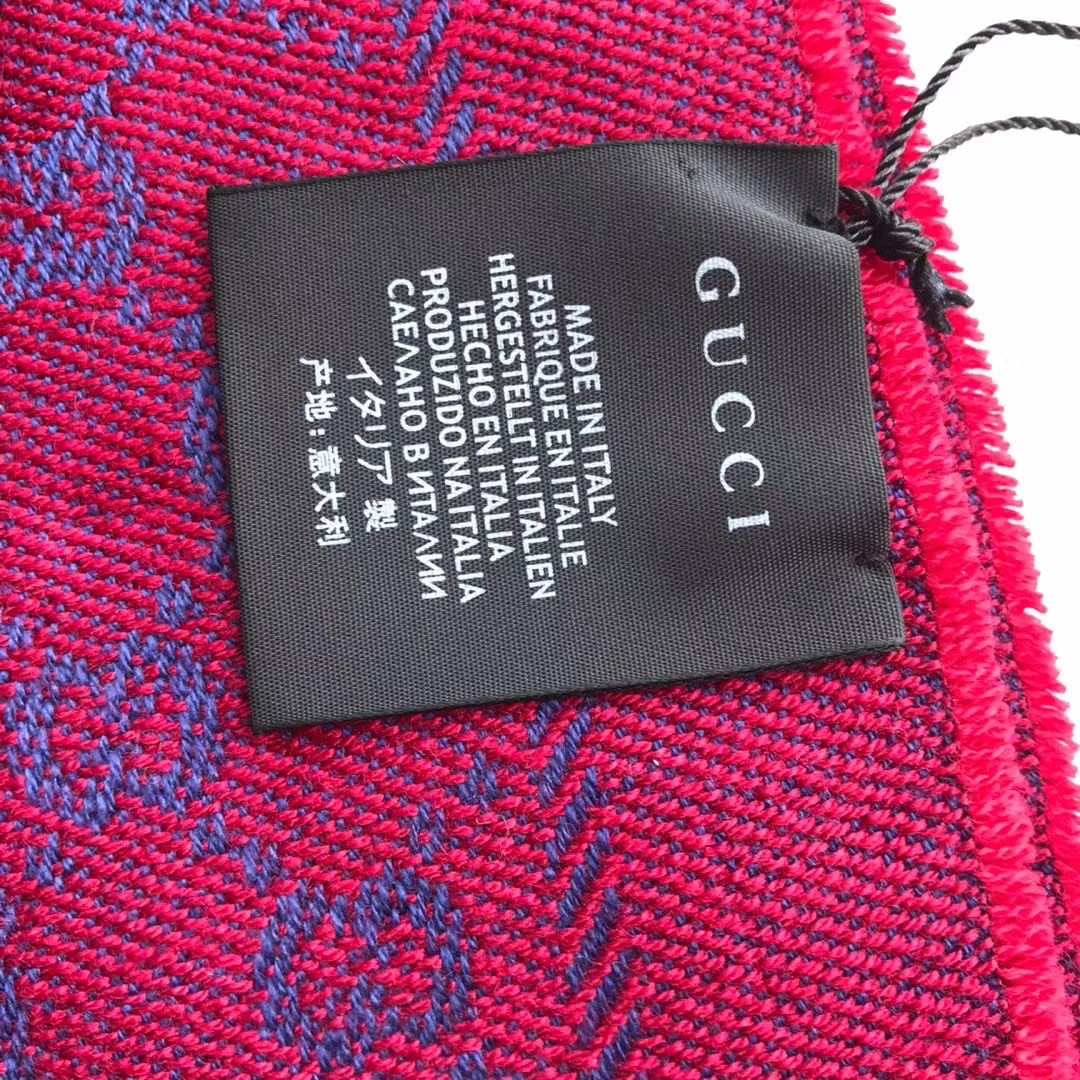 GUCCI
MADE IN ITALY
FABRIQUE EN ITALIE
HERGESTELLT IN ITALIEN
HECHO EN ITALIA
PRODUZIDO NA ITALIA
СДЕЛАНО В ИТАЛИИ
イタリア製
产地:意大利